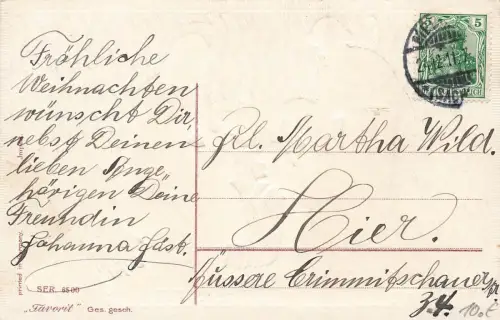 Fröhliche
Weihnachten
wünscht Dir,
nebst Deinen
lieben Ange-
hörigen Deine
Freundin
Johanna
Frl. Martha Wild.
Hier.
Äussere Crimmitschauer
SER. 8500
„Favorit" Ges. gesch.
5